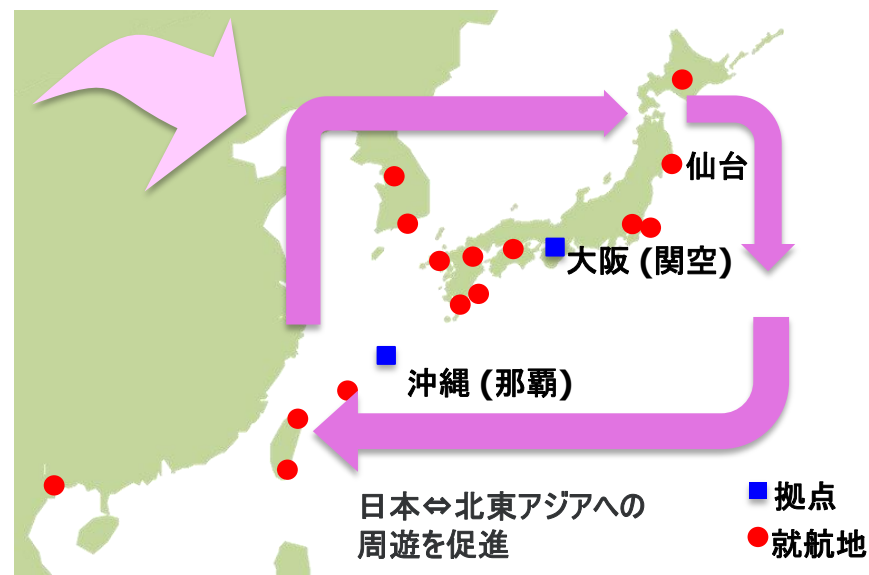 仙台
大阪 (関空)
沖縄 (那覇)
日本⇔北東アジアへの
周遊を促進
拠点
就航地